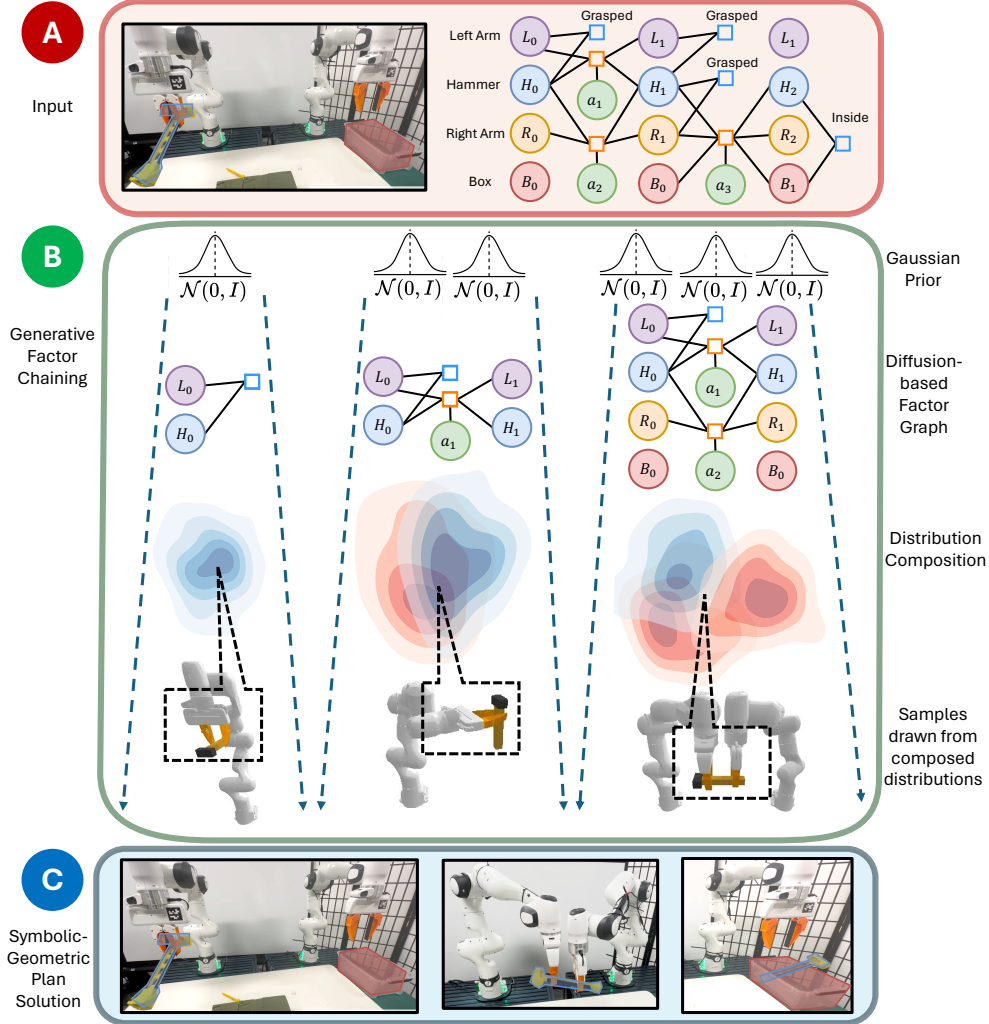 A
Input
Left Arm
Hammer
Right Arm
Box
Grasped
Grasped
Grasped
Inside
L₀ L₁ L₁
H₀ a₁ H₁ H₂
R₀ R₁ R₂
B₀ a₂ B₀ a₃ B₁
B
Generative
Factor
Chaining
𝒩(0, I)
𝒩(0, I) 𝒩(0, I)
𝒩(0, I) 𝒩(0, I) 𝒩(0, I)
Gaussian
Prior
L₀
H₀
L₀ L₁
H₀ a₁ H₁
L₀ L₁
H₀ a₁ H₁
R₀ R₁
B₀ a₂ B₀
Diffusion-
based
Factor
Graph
Distribution
Composition
Samples
drawn from
composed
distributions
C
Symbolic-
Geometric
Plan
Solution